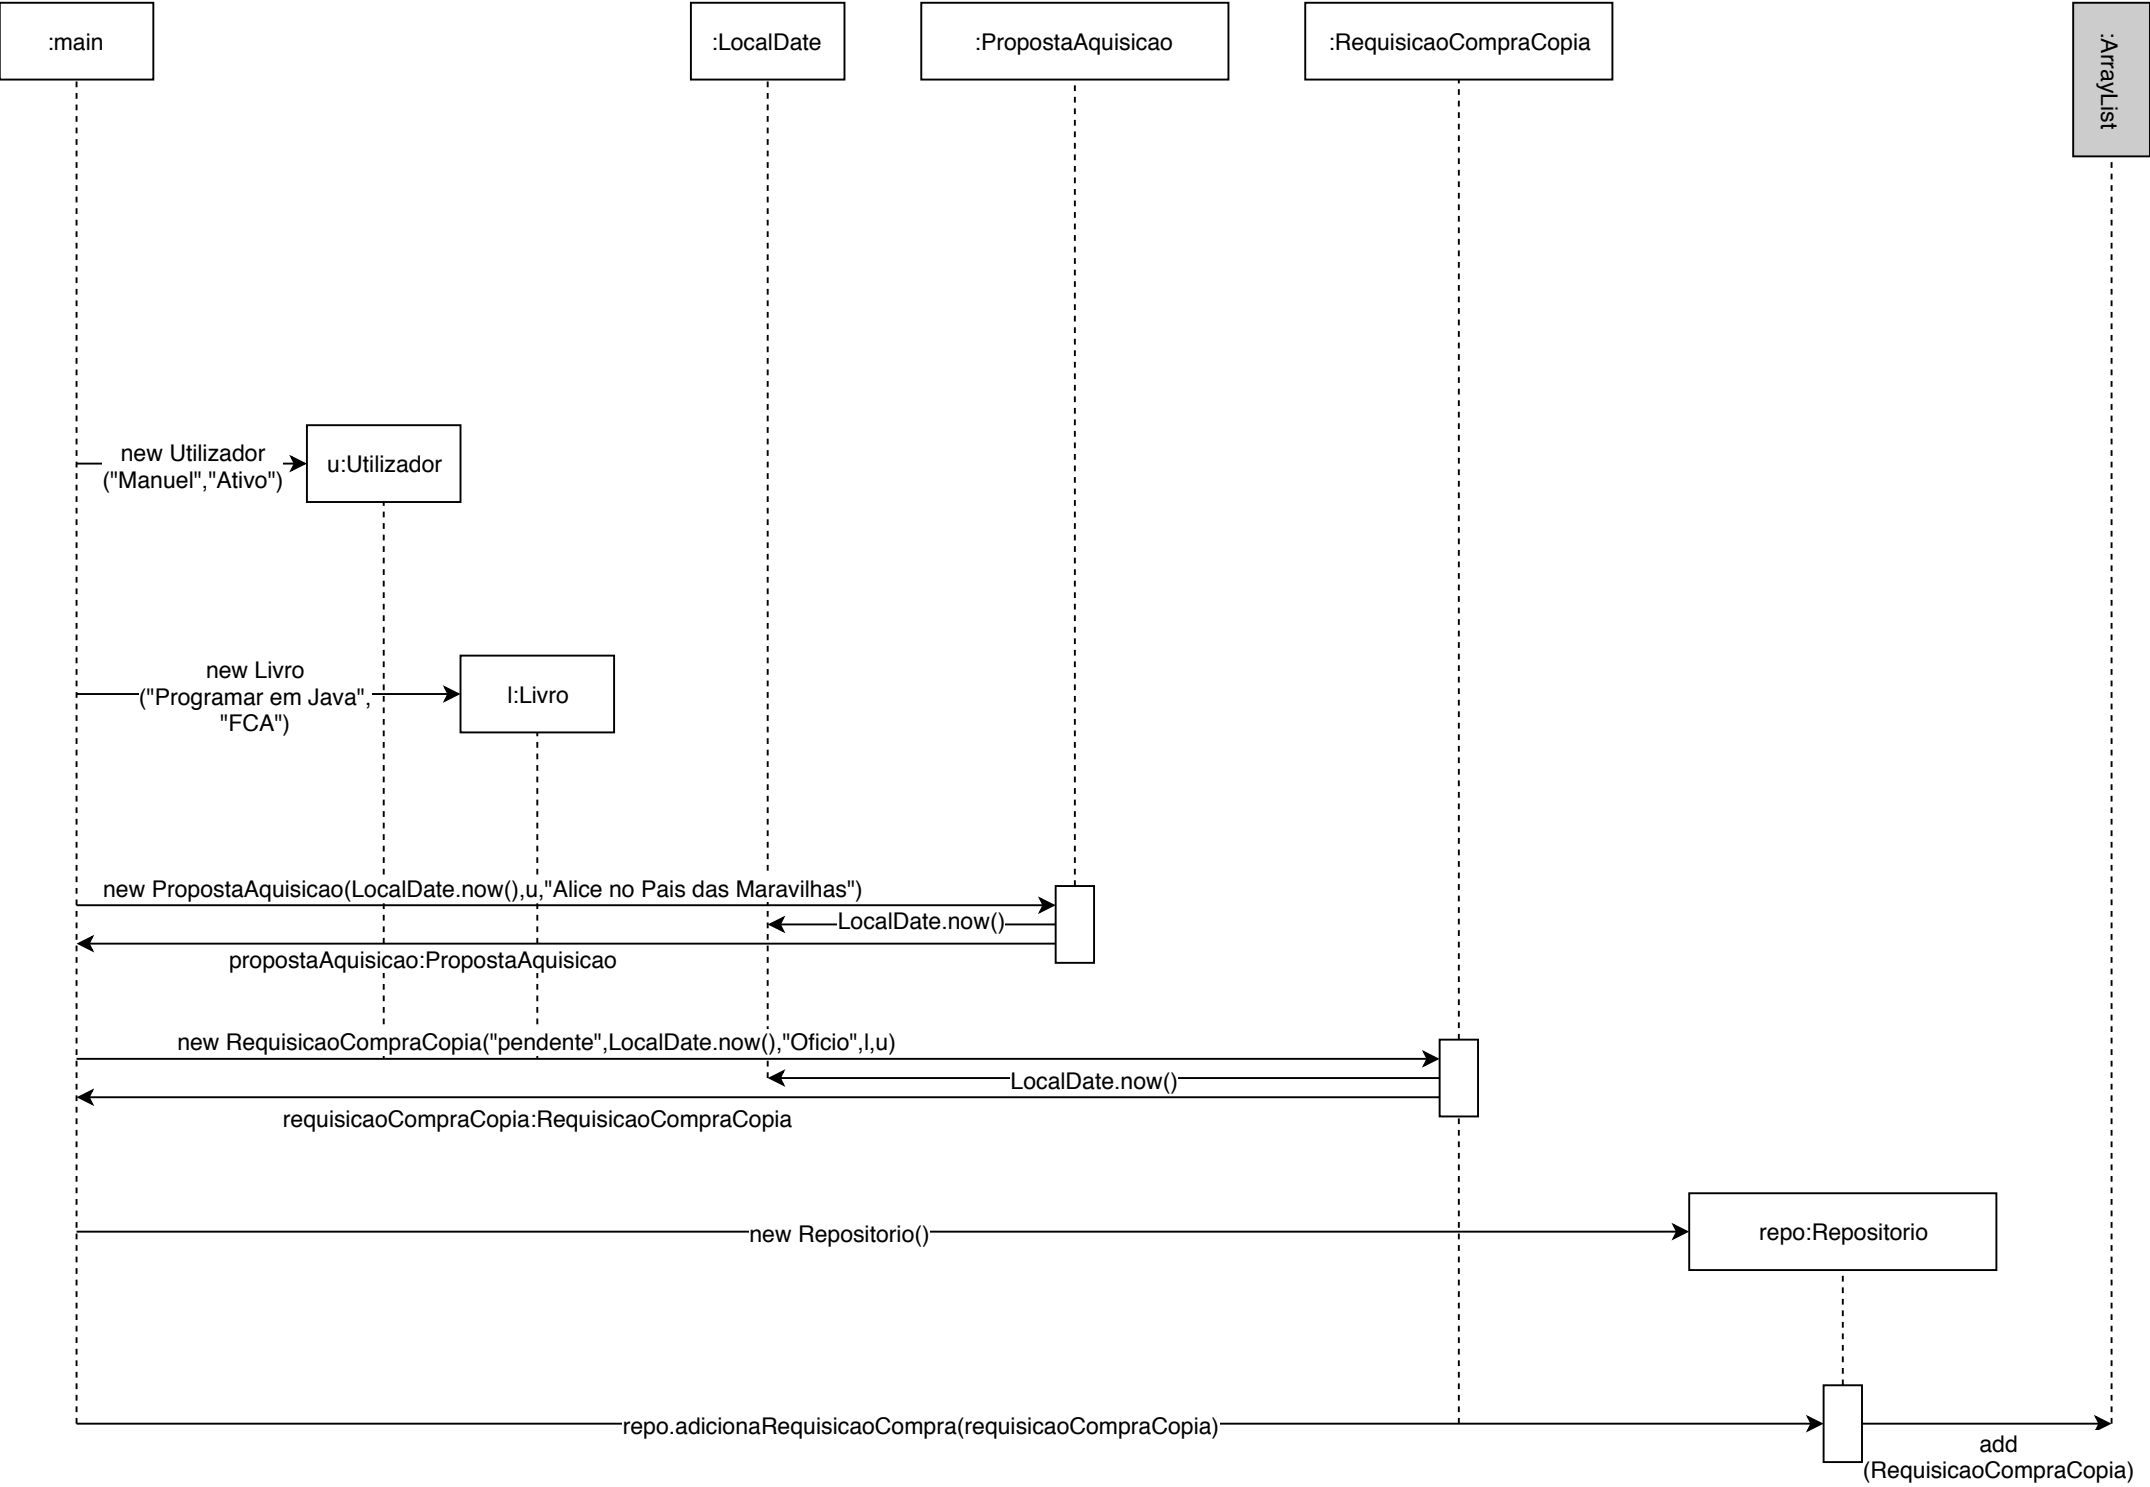 :main
:LocalDate
:PropostaAquisicao
:RequisicaoCompraCopia
:ArrayList
new Utilizador
("Manuel","Ativo")
u:Utilizador
new Livro
("Programar em Java",
"FCA")
l:Livro
new PropostaAquisicao(LocalDate.now(),u,"Alice no Pais das Maravilhas")
LocalDate.now()
propostaAquisicao:PropostaAquisicao
new RequisicaoCompraCopia("pendente",LocalDate.now(),"Oficio",l,u)
LocalDate.now()
requisicaoCompraCopia:RequisicaoCompraCopia
new Repositorio()
repo:Repositorio
repo.adicionaRequisicaoCompra(requisicaoCompraCopia)
add
(RequisicaoCompraCopia)